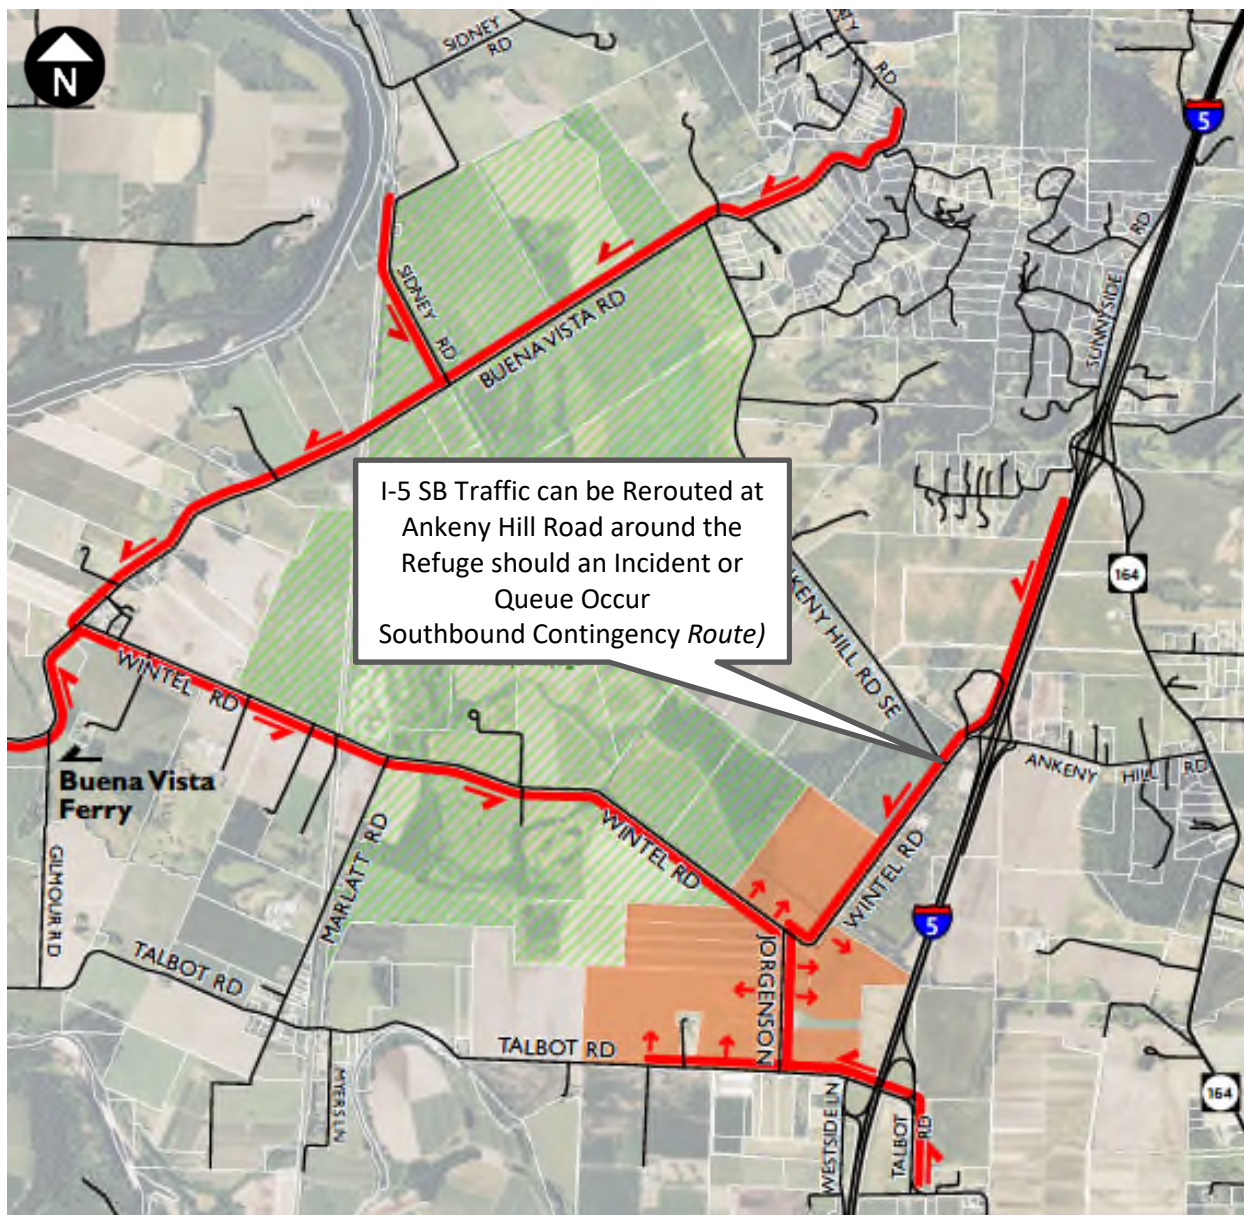 N
SIDNEY
RD
RD
5
RD
SUNNYSIDE
SIDNEY
RD
BUENA VISTA RD
I-5 SB Traffic can be Rerouted at
Ankeny Hill Road around the
Refuge should an Incident or
Queue Occur
Southbound Contingency Route)
164
KENY HILL RD SE
WINTEL RD
ANKENY HILL RD
Buena Vista
Ferry
WINTEL RD
WINTEL RD
MARLATT RD
GILMOUR RD
5
JORGENSON
TALBOT RD
TALBOT RD
MYERS LN
WESTSIDE LN
TALBOT
RD
164